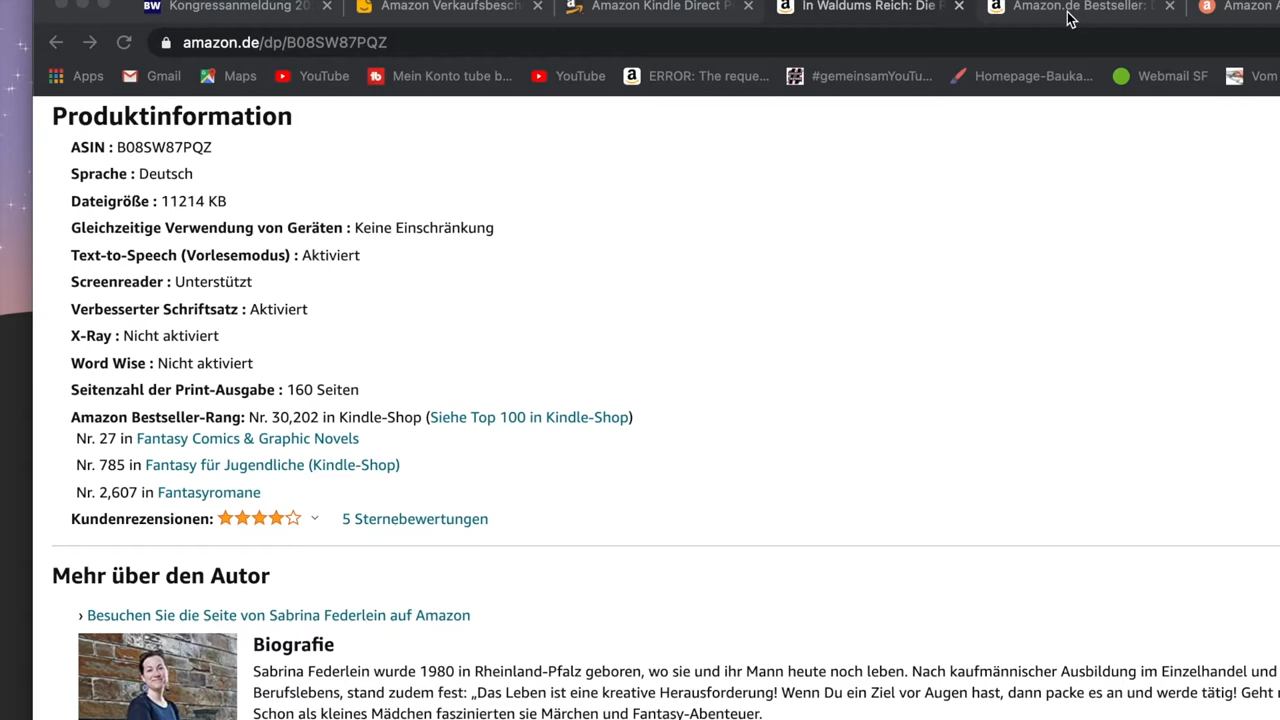 BW Kongressanmeldung 20
Amazon Verkaufsbesch
Amazon Kindle Direct P
In Waldums Reich: Die R
Amazon.de Bestseller: D
Amazon A
amazon.de/dp/B08SW87PQZ
Apps
Gmail
Maps
YouTube
Mein Konto tube b...
YouTube
ERROR: The reque...
#gemeinsamYouTu...
Homepage-Bauka...
Webmail SF
Vom
Produktinformation
ASIN : B08SW87PQZ
Sprache : Deutsch
Dateigröße : 11214 KB
Gleichzeitige Verwendung von Geräten : Keine Einschränkung
Text-to-Speech (Vorlesemodus) : Aktiviert
Screenreader : Unterstützt
Verbesserter Schriftsatz : Aktiviert
X-Ray : Nicht aktiviert
Word Wise : Nicht aktiviert
Seitenzahl der Print-Ausgabe : 160 Seiten
Amazon Bestseller-Rang: Nr. 30,202 in Kindle-Shop (Siehe Top 100 in Kindle-Shop)
Nr. 27 in Fantasy Comics & Graphic Novels
Nr. 785 in Fantasy für Jugendliche (Kindle-Shop)
Nr. 2,607 in Fantasyromane
Kundenrezensionen: 5 Sternebewertungen
Mehr über den Autor
› Besuchen Sie die Seite von Sabrina Federlein auf Amazon
Biografie
Sabrina Federlein wurde 1980 in Rheinland-Pfalz geboren, wo sie und ihr Mann heute noch leben. Nach kaufmännischer Ausbildung im Einzelhandel und
Berufslebens, stand zudem fest: „Das Leben ist eine kreative Herausforderung! Wenn Du ein Ziel vor Augen hast, dann packe es an und werde tätig! Geht n
Schon als kleines Mädchen faszinierten sie Märchen und Fantasy-Abenteuer.